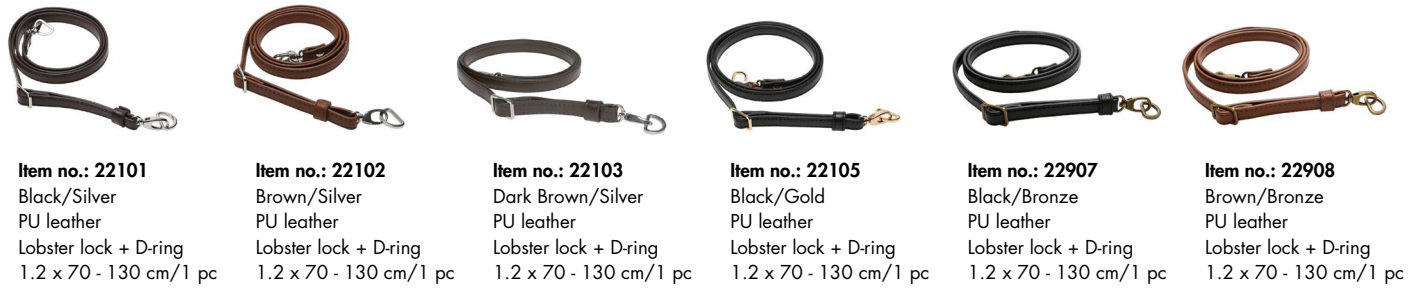 Item no.: 22101
Black/Silver
PU leather
Lobster lock + D-ring
1.2 x 70 - 130 cm/1 pc
Item no.: 22102
Brown/Silver
PU leather
Lobster lock + D-ring
1.2 x 70 - 130 cm/1 pc
Item no.: 22103
Dark Brown/Silver
PU leather
Lobster lock + D-ring
1.2 x 70 - 130 cm/1 pc
Item no.: 22105
Black/Gold
PU leather
Lobster lock + D-ring
1.2 x 70 - 130 cm/1 pc
Item no.: 22907
Black/Bronze
PU leather
Lobster lock + D-ring
1.2 x 70 - 130 cm/1 pc
Item no.: 22908
Brown/Bronze
PU leather
Lobster lock + D-ring
1.2 x 70 - 130 cm/1 pc